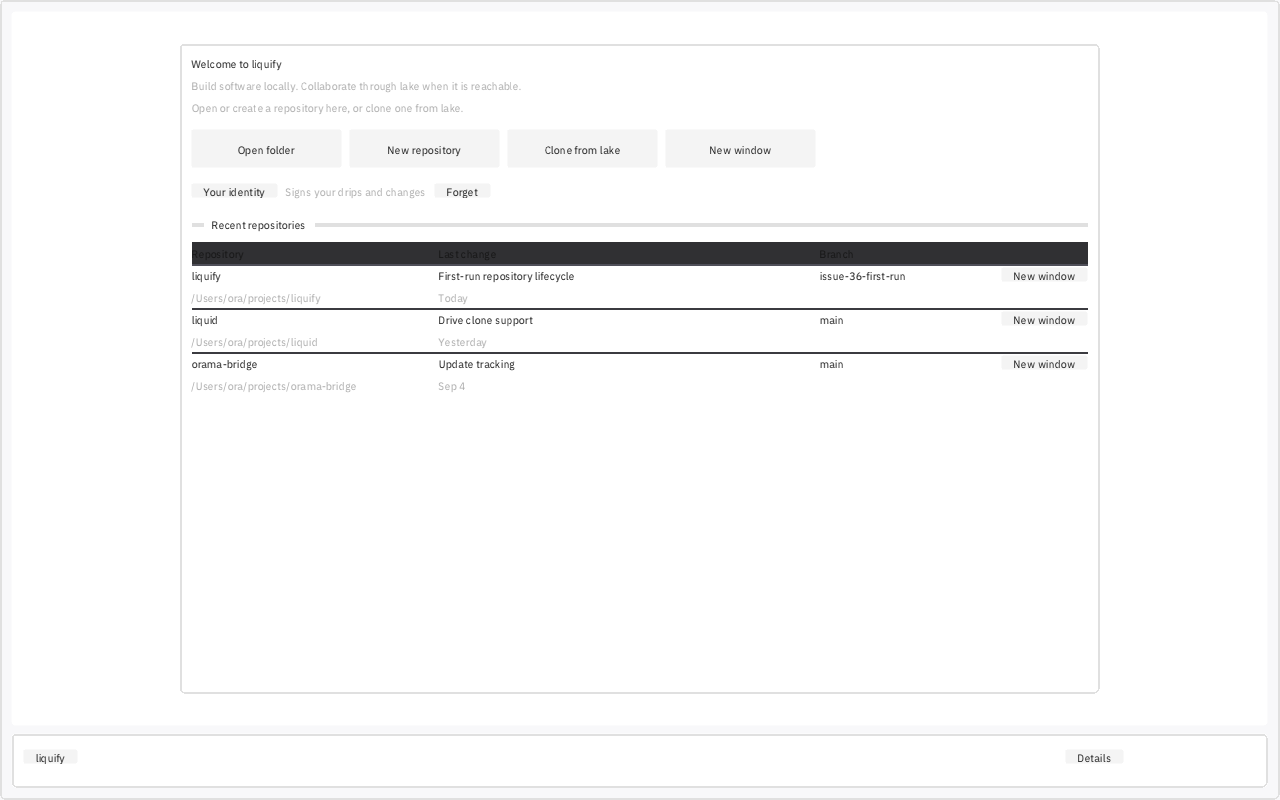 Welcome to liquify
Build software locally. Collaborate through lake when it is reachable.
Open or create a repository here, or clone one from lake.
Open folder New repository Clone from lake New window
Your identity Signs your drips and changes Forget
Recent repositories
Repository Last change Branch
liquify First-run repository lifecycle issue-36-first-run New window
/Users/ora/projects/liquify Today
liquid Drive clone support main New window
/Users/ora/projects/liquid Yesterday
orama-bridge Update tracking main New window
/Users/ora/projects/orama-bridge Sep 4
liquify Details